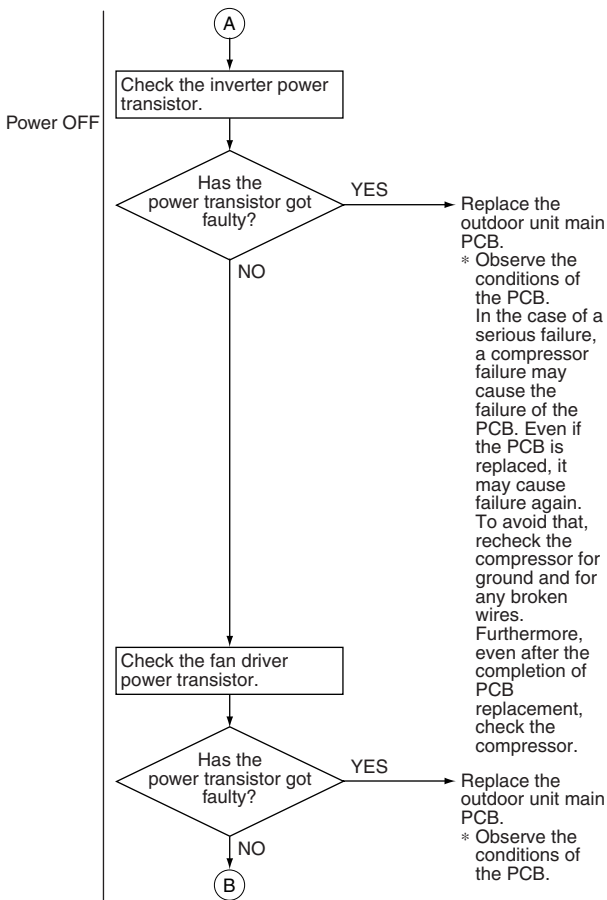 A
Check the inverter power
transistor.
Power OFF
Has the
power transistor got
faulty?
YES
Replace the
outdoor unit main
PCB.
* Observe the
conditions of
the PCB.
In the case of a
serious failure,
a compressor
failure may
cause the
failure of the
PCB. Even if
the PCB is
replaced, it
may cause
failure again.
To avoid that,
recheck the
compressor for
ground and for
any broken
wires.
Furthermore,
even after the
completion of
PCB
replacement,
check the
compressor.
NO
Check the fan driver
power transistor.
Has the
power transistor got
faulty?
YES
Replace the
outdoor unit main
PCB.
* Observe the
conditions of
the PCB.
NO
B